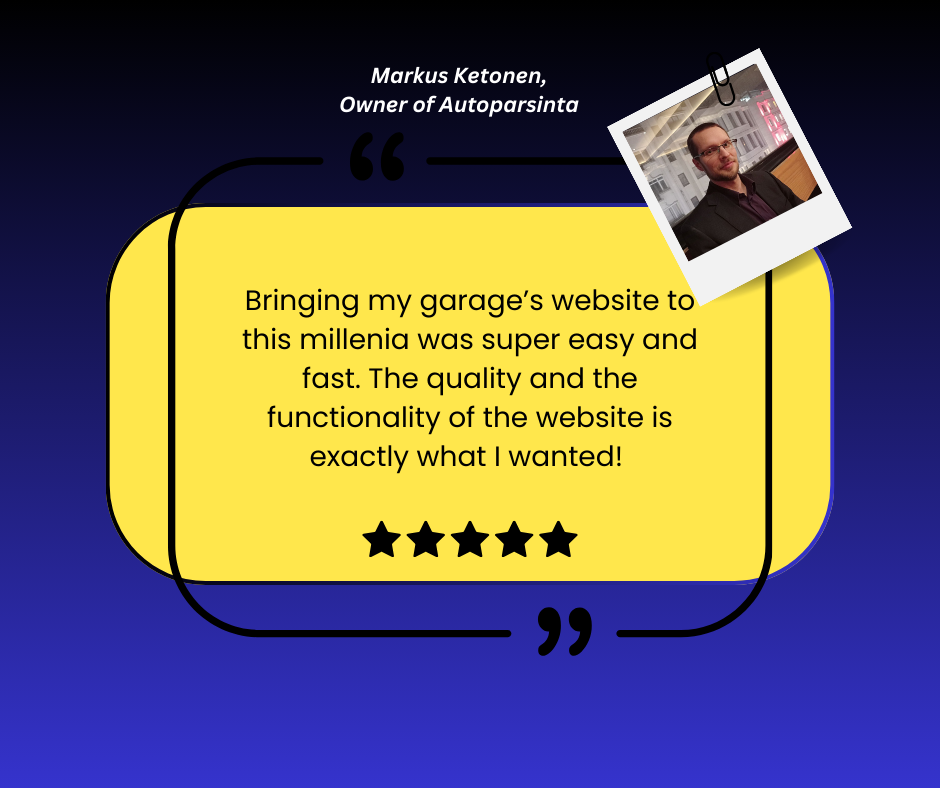 Markus Ketonen,
Owner of Autoparsinta
Bringing my garage’s website to
this millenia was super easy and
fast. The quality and the
functionality of the website is
exactly what I wanted!